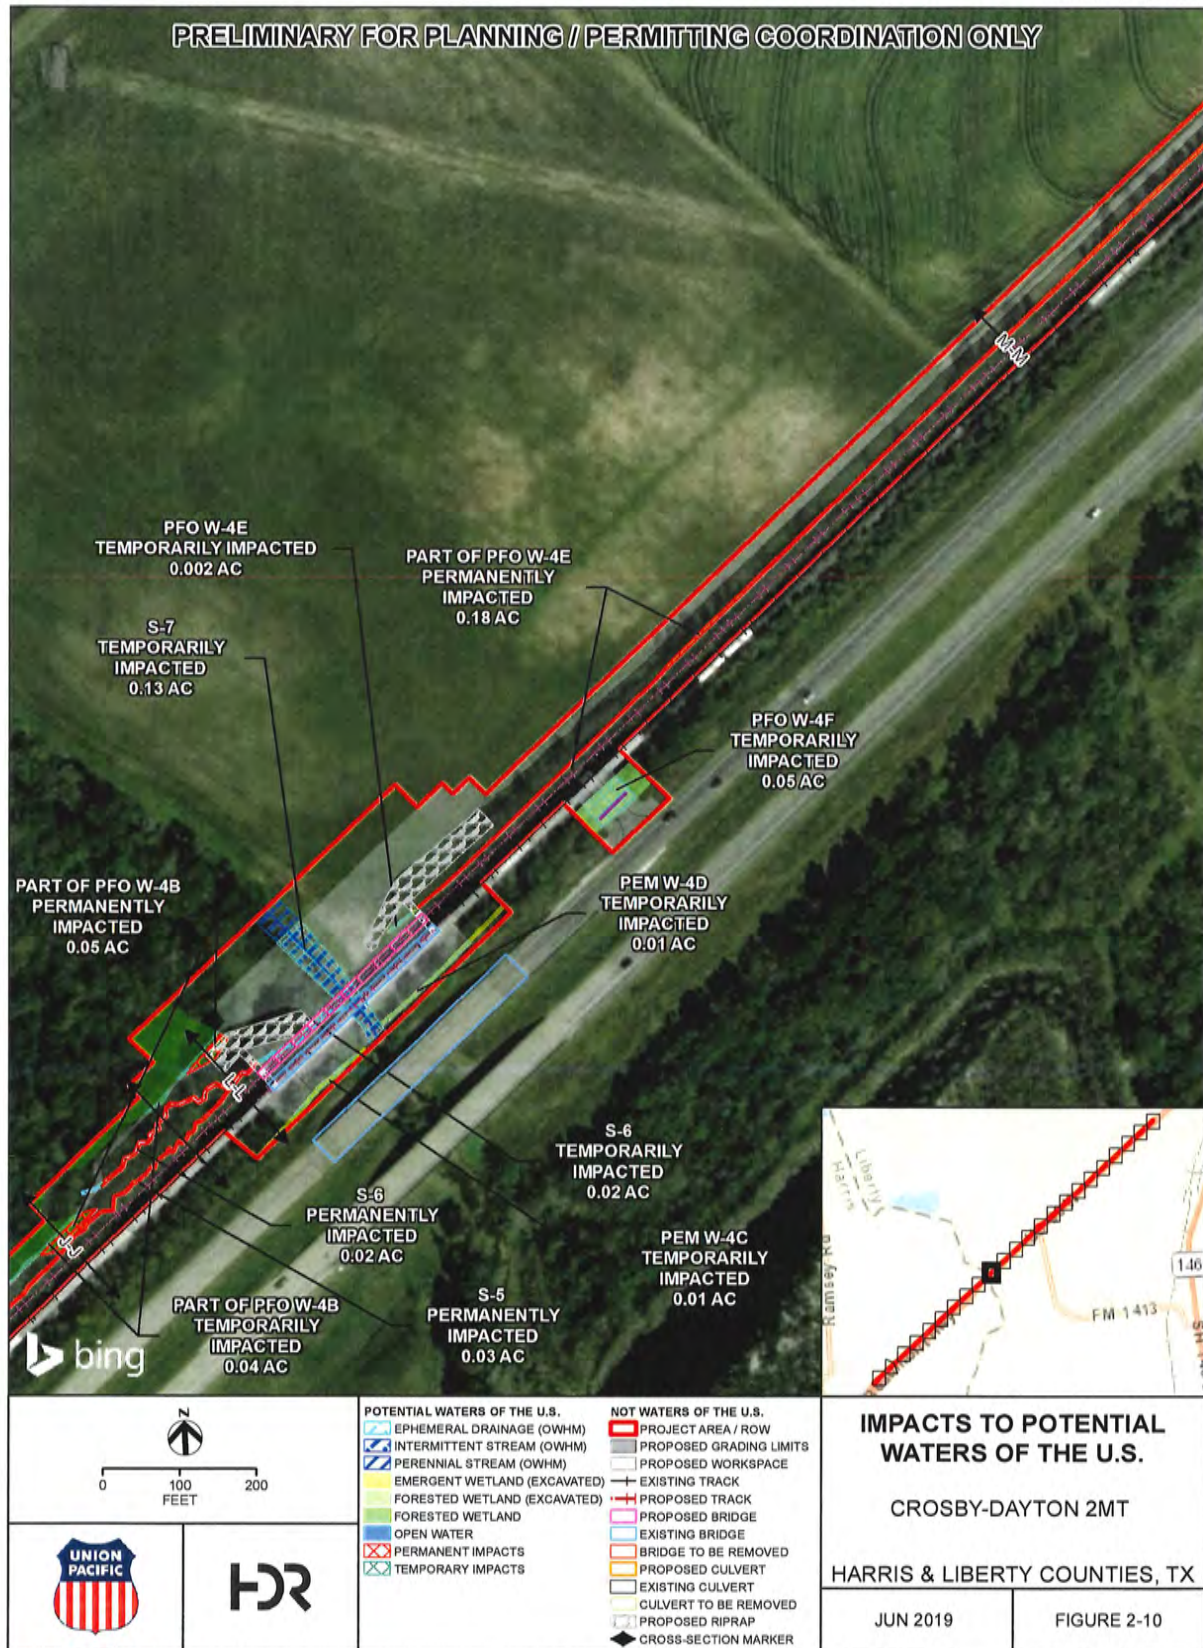 PRELIMINARY FOR PLANNING / PERMITTING COORDINATION ONLY
M-M
PFO W-4E
TEMPORARILY IMPACTED
0.002 AC
PART OF PFO W-4E
PERMANENTLY
IMPACTED
0.18 AC
S-7
TEMPORARILY
IMPACTED
0.13 AC
PFO W-4F
TEMPORARILY
IMPACTED
0.05 AC
PART OF PFO W-4B
PERMANENTLY
IMPACTED
0.05 AC
PEM W-4D
TEMPORARILY
IMPACTED
0.01 AC
L-L
S-6
TEMPORARILY
IMPACTED
0.02 AC
S-6
PERMANENTLY
IMPACTED
0.02 AC
PEM W-4C
TEMPORARILY
IMPACTED
0.01 AC
J-J
S-5
PERMANENTLY
IMPACTED
0.03 AC
PART OF PFO W-4B
TEMPORARILY
IMPACTED
0.04 AC
bing
Liberty
Harris
Ramsey Rd
146
FM 1413
N
0 100 200
FEET
UNION
PACIFIC
HDR
POTENTIAL WATERS OF THE U.S.
EPHEMERAL DRAINAGE (OWHM)
INTERMITTENT STREAM (OWHM)
PERENNIAL STREAM (OWHM)
EMERGENT WETLAND (EXCAVATED)
FORESTED WETLAND (EXCAVATED)
FORESTED WETLAND
OPEN WATER
PERMANENT IMPACTS
TEMPORARY IMPACTS
NOT WATERS OF THE U.S.
PROJECT AREA / ROW
PROPOSED GRADING LIMITS
PROPOSED WORKSPACE
EXISTING TRACK
PROPOSED TRACK
PROPOSED BRIDGE
EXISTING BRIDGE
BRIDGE TO BE REMOVED
PROPOSED CULVERT
EXISTING CULVERT
CULVERT TO BE REMOVED
PROPOSED RIPRAP
CROSS-SECTION MARKER
IMPACTS TO POTENTIAL
WATERS OF THE U.S.
CROSBY-DAYTON 2MT
HARRIS & LIBERTY COUNTIES, TX
JUN 2019
FIGURE 2-10